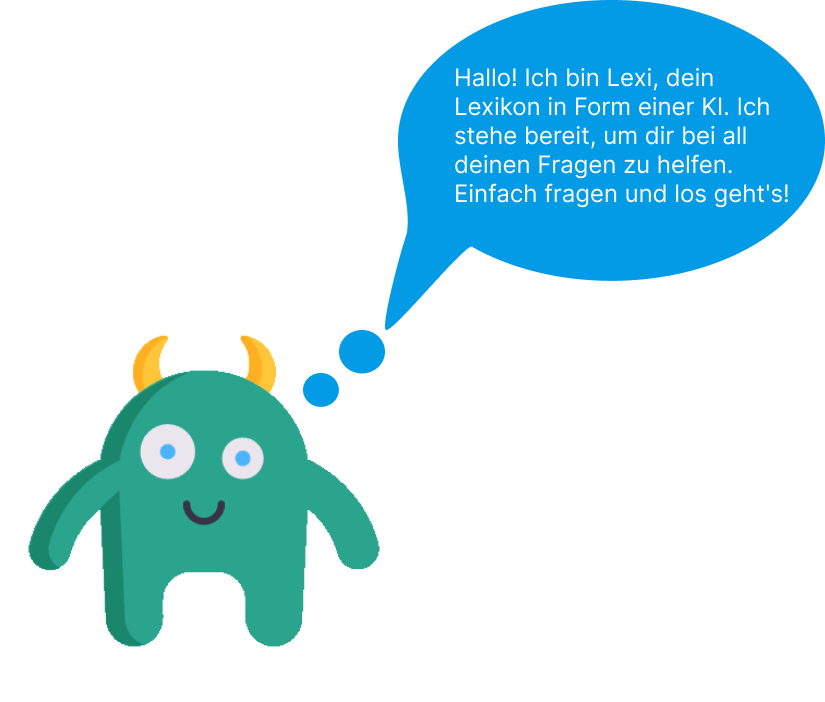 Hallo! Ich bin Lexi, dein
Lexikon in Form einer KI. Ich
stehe bereit, um dir bei all
deinen Fragen zu helfen.
Einfach fragen und los geht's!